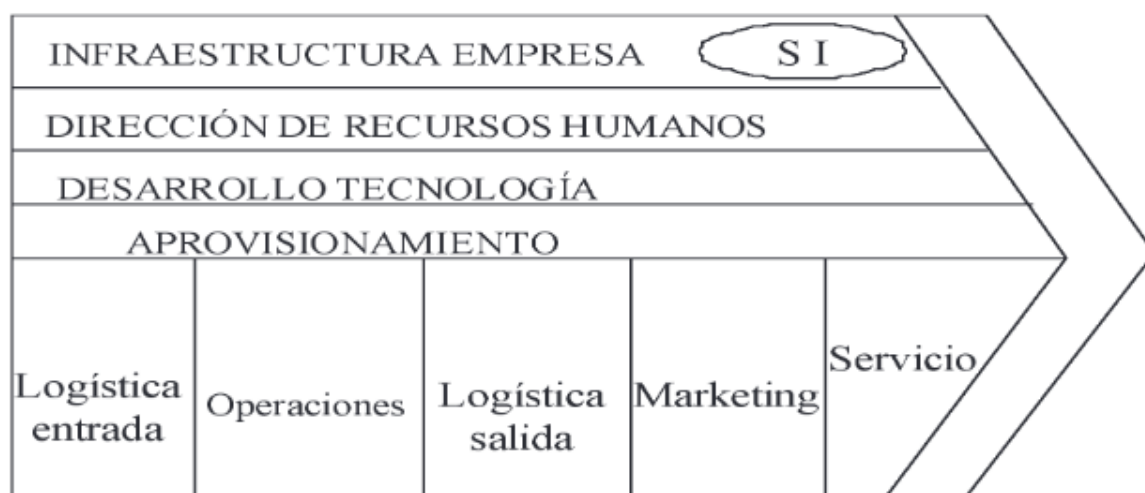 INFRAESTRUCTURA EMPRESA S I
DIRECCIÓN DE RECURSOS HUMANOS
DESARROLLO TECNOLOGÍA
APROVISIONAMIENTO
Logística
entrada
Operaciones
Logística
salida
Marketing
Servicio